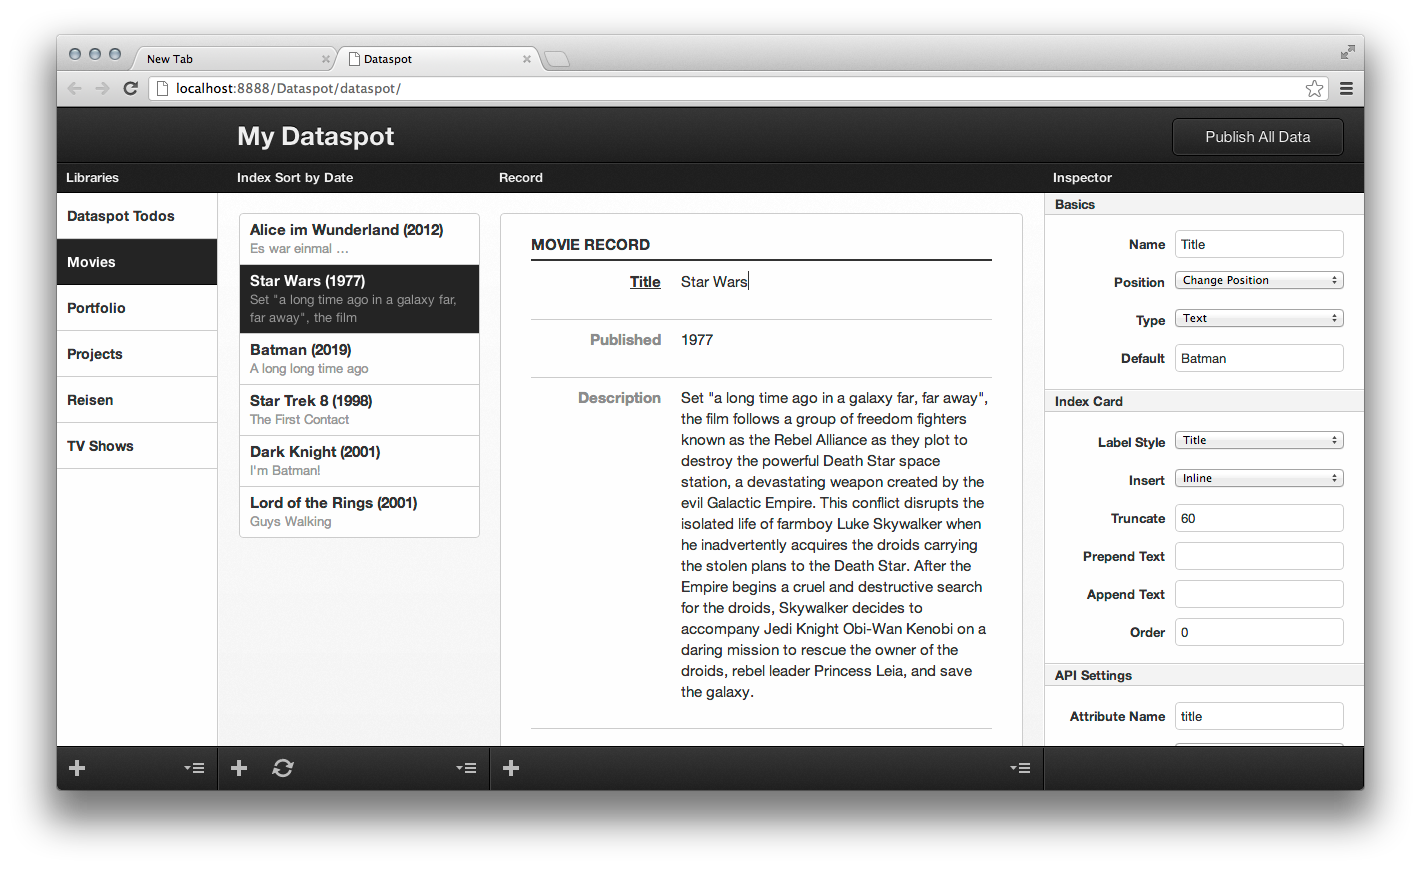 New Tab
Dataspot
localhost:8888/Dataspot/dataspot/
My Dataspot
Publish All Data
Libraries
Index Sort by Date
Record
Inspector
Dataspot Todos
Movies
Portfolio
Projects
Reisen
TV Shows
Alice im Wunderland (2012)
Es war einmal ...
Star Wars (1977)
Set "a long time ago in a galaxy far,
far away", the film
Batman (2019)
A long long time ago
Star Trek 8 (1998)
The First Contact
Dark Knight (2001)
I'm Batman!
Lord of the Rings (2001)
Guys Walking
MOVIE RECORD
Title Star Wars
Published 1977
Description Set "a long time ago in a galaxy far, far away",
the film follows a group of freedom fighters
known as the Rebel Alliance as they plot to
destroy the powerful Death Star space
station, a devastating weapon created by the
evil Galactic Empire. This conflict disrupts the
isolated life of farmboy Luke Skywalker when
he inadvertently acquires the droids carrying
the stolen plans to the Death Star. After the
Empire begins a cruel and destructive search
for the droids, Skywalker decides to
accompany Jedi Knight Obi-Wan Kenobi on a
daring mission to rescue the owner of the
droids, rebel leader Princess Leia, and save
the galaxy.
Basics
Name Title
Position Change Position
Type Text
Default Batman
Index Card
Label Style Title
Insert Inline
Truncate 60
Prepend Text
Append Text
Order 0
API Settings
Attribute Name title